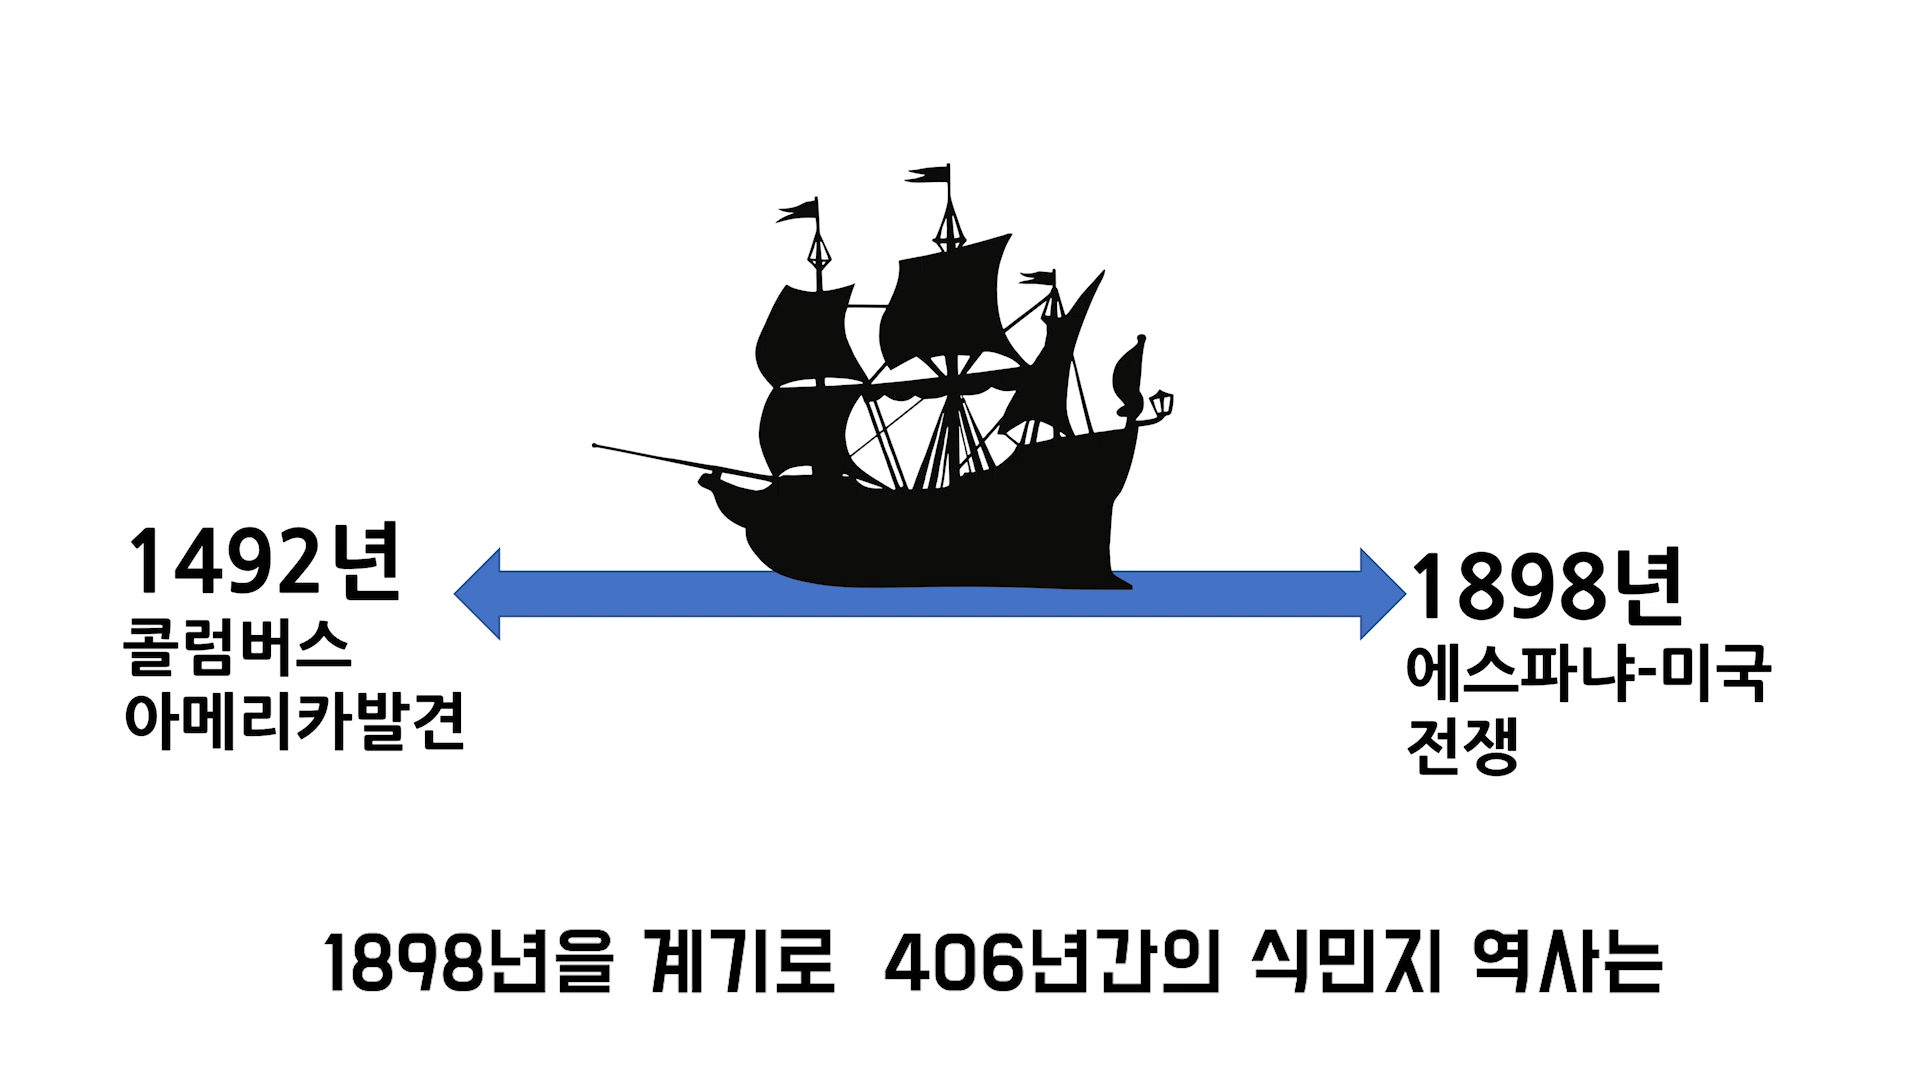 1492년
콜럼버스
아메리카발견
1898년
에스파냐-미국
전쟁
1898년을 계기로 406년간의 식민지 역사는